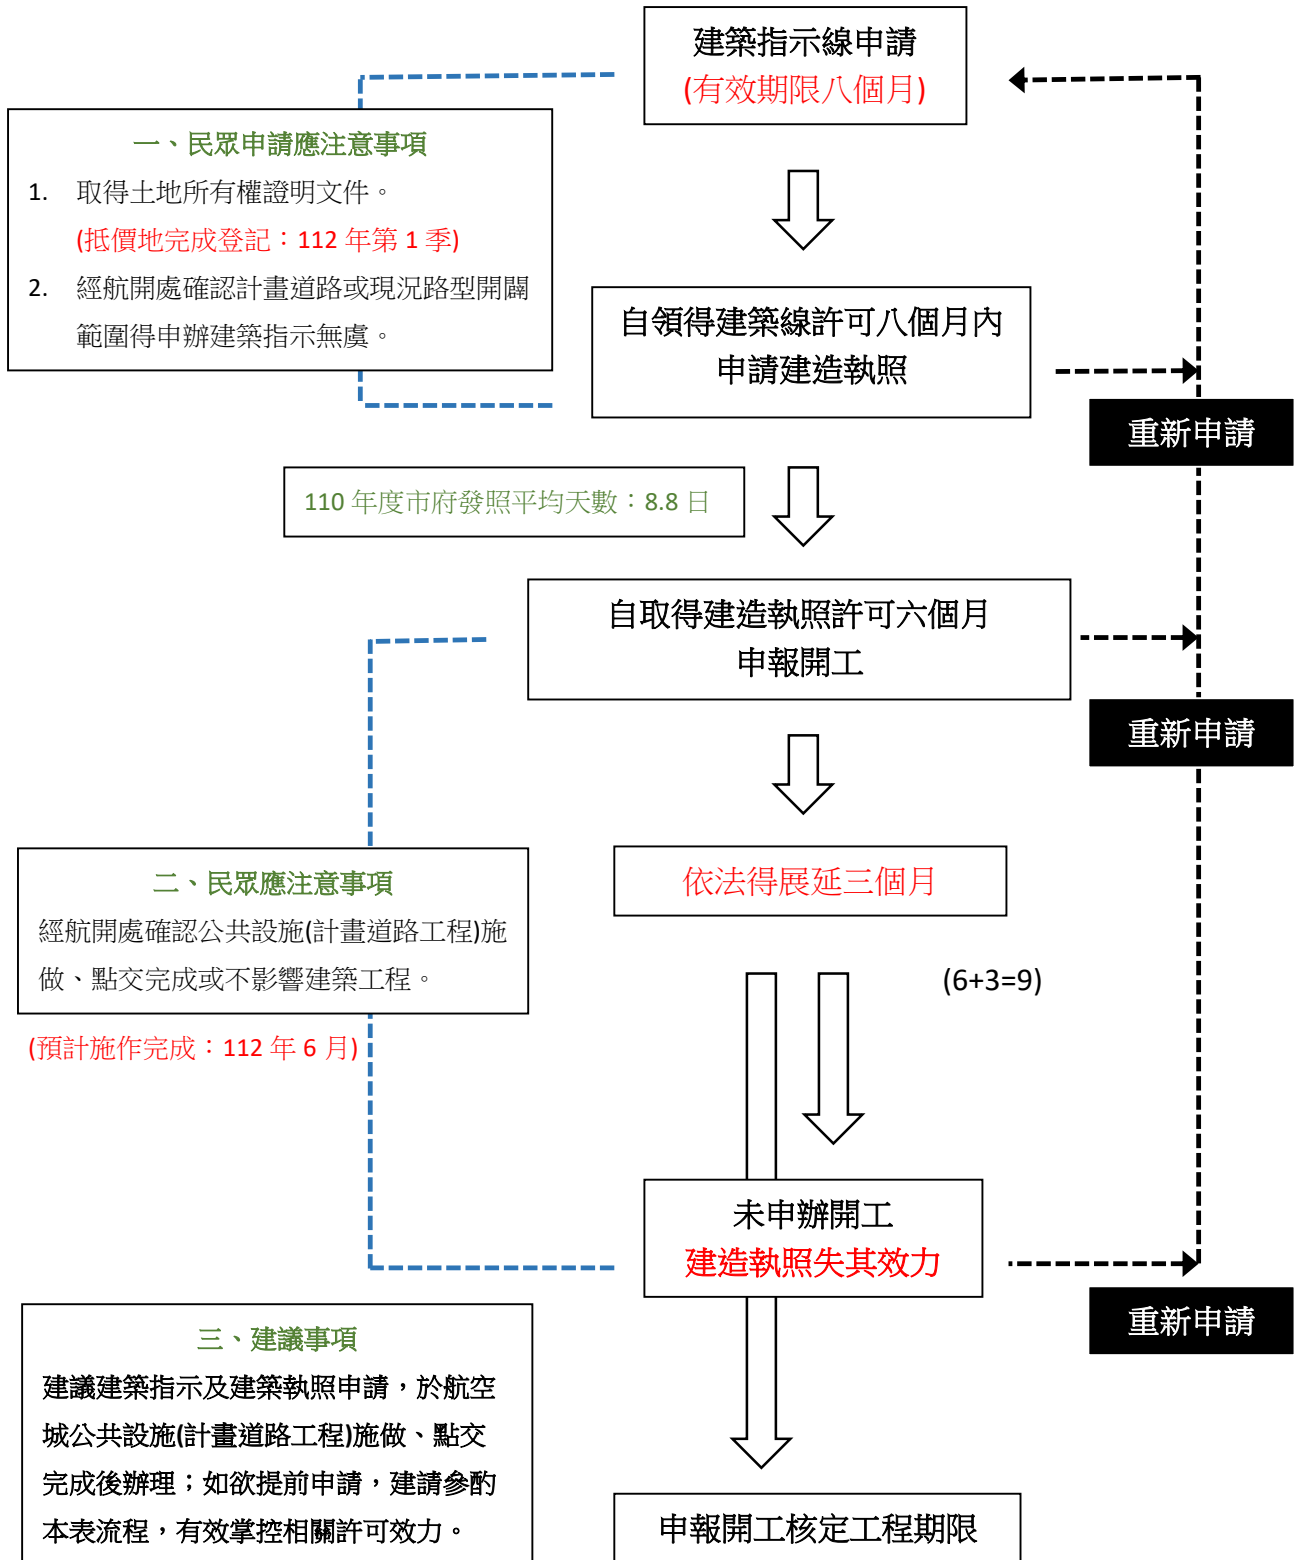 建築指示線申請
(有效期限八個月)
一、民眾申請應注意事項
1. 取得土地所有權證明文件。
(抵價地完成登記：112 年第 1 季)
2. 經航開處確認計畫道路或現況路型開闢
範圍得申辦建築指示無虞。
自領得建築線許可八個月內
申請建造執照
重新申請
110 年度市府發照平均天數：8.8 日
自取得建造執照許可六個月
申報開工
重新申請
依法得展延三個月
二、民眾應注意事項
經航開處確認公共設施(計畫道路工程)施
做、點交完成或不影響建築工程。
(預計施作完成：112 年 6 月)
(6+3=9)
未申辦開工
建造執照失其效力
重新申請
三、建議事項
建議建築指示及建築執照申請，於航空
城公共設施(計畫道路工程)施做、點交
完成後辦理；如欲提前申請，建請參酌
本表流程，有效掌控相關許可效力。
申報開工核定工程期限